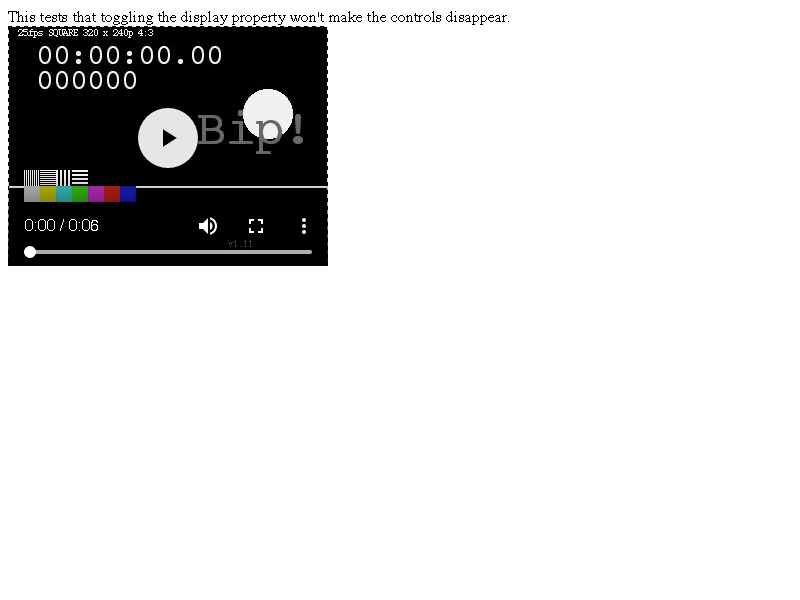 This tests that toggling the display property won't make the controls disappear.
25fps SQUARE 320 x 240p 4:3
00:00:00.00
000000
Bip!
0:00 / 0:06
v1.11